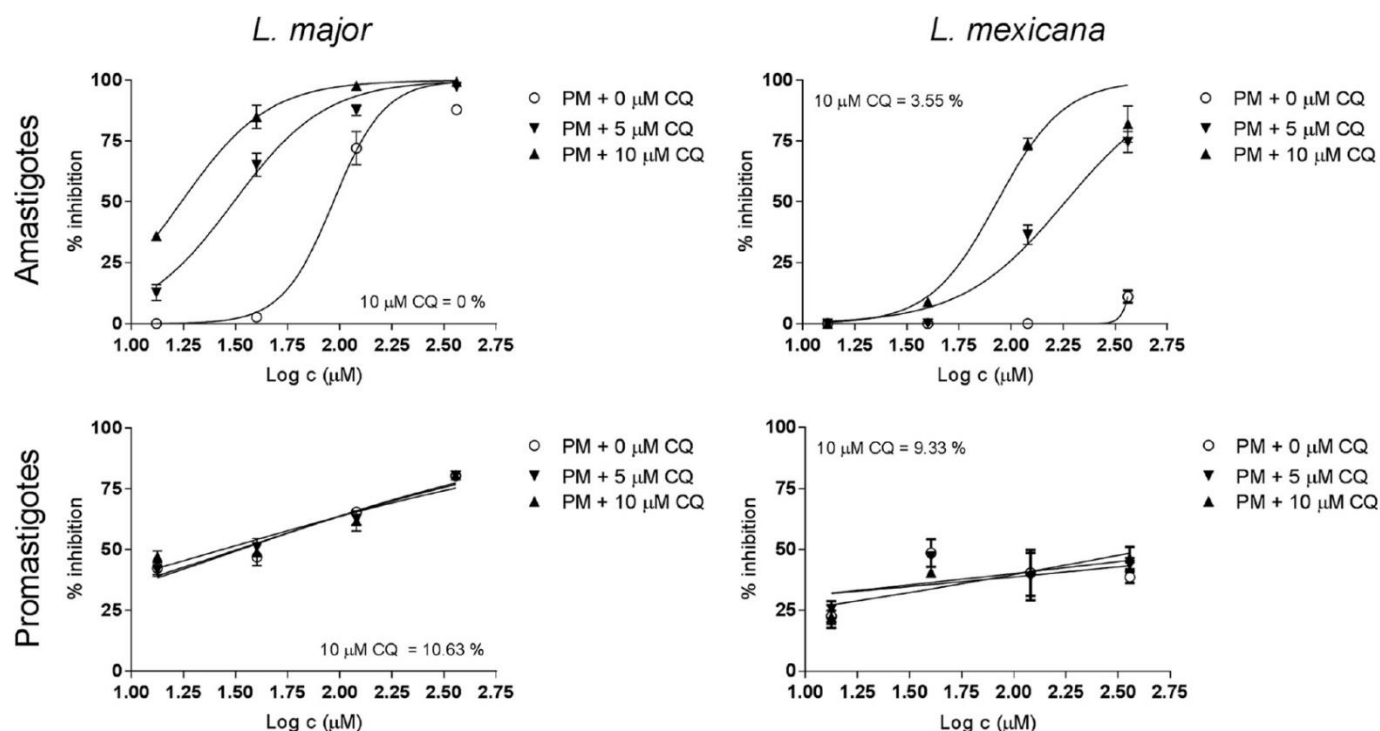 L. major
L. mexicana
Amastigotes
Promastigotes
% inhibition
100
75
50
25
0
1.00 1.25 1.50 1.75 2.00 2.25 2.50 2.75
Log c (μM)
10 μM CQ = 0 %
PM + 0 μM CQ
PM + 5 μM CQ
PM + 10 μM CQ
% inhibition
100
75
50
25
0
1.00 1.25 1.50 1.75 2.00 2.25 2.50 2.75
Log c (μM)
10 μM CQ = 3.55 %
PM + 0 μM CQ
PM + 5 μM CQ
PM + 10 μM CQ
% inhibition
100
75
50
25
0
1.00 1.25 1.50 1.75 2.00 2.25 2.50 2.75
Log c (μM)
10 μM CQ = 10.63 %
PM + 0 μM CQ
PM + 5 μM CQ
PM + 10 μM CQ
% inhibition
100
75
50
25
0
1.00 1.25 1.50 1.75 2.00 2.25 2.50 2.75
Log c (μM)
10 μM CQ = 9.33 %
PM + 0 μM CQ
PM + 5 μM CQ
PM + 10 μM CQ